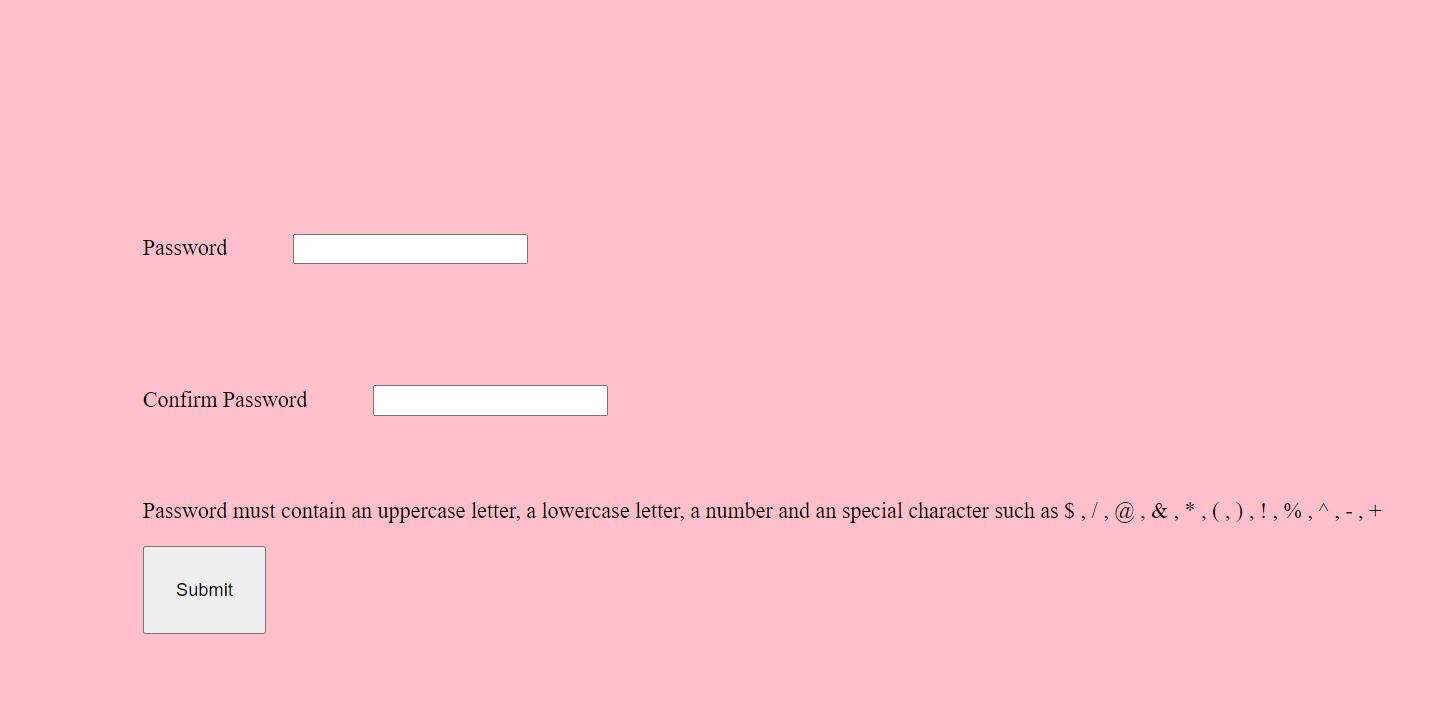 Password
Confirm Password
Password must contain an uppercase letter, a lowercase letter, a number and an special character such as $ , / , @ , & , * , ( , ) , ! , % , ^ , - , +
Submit